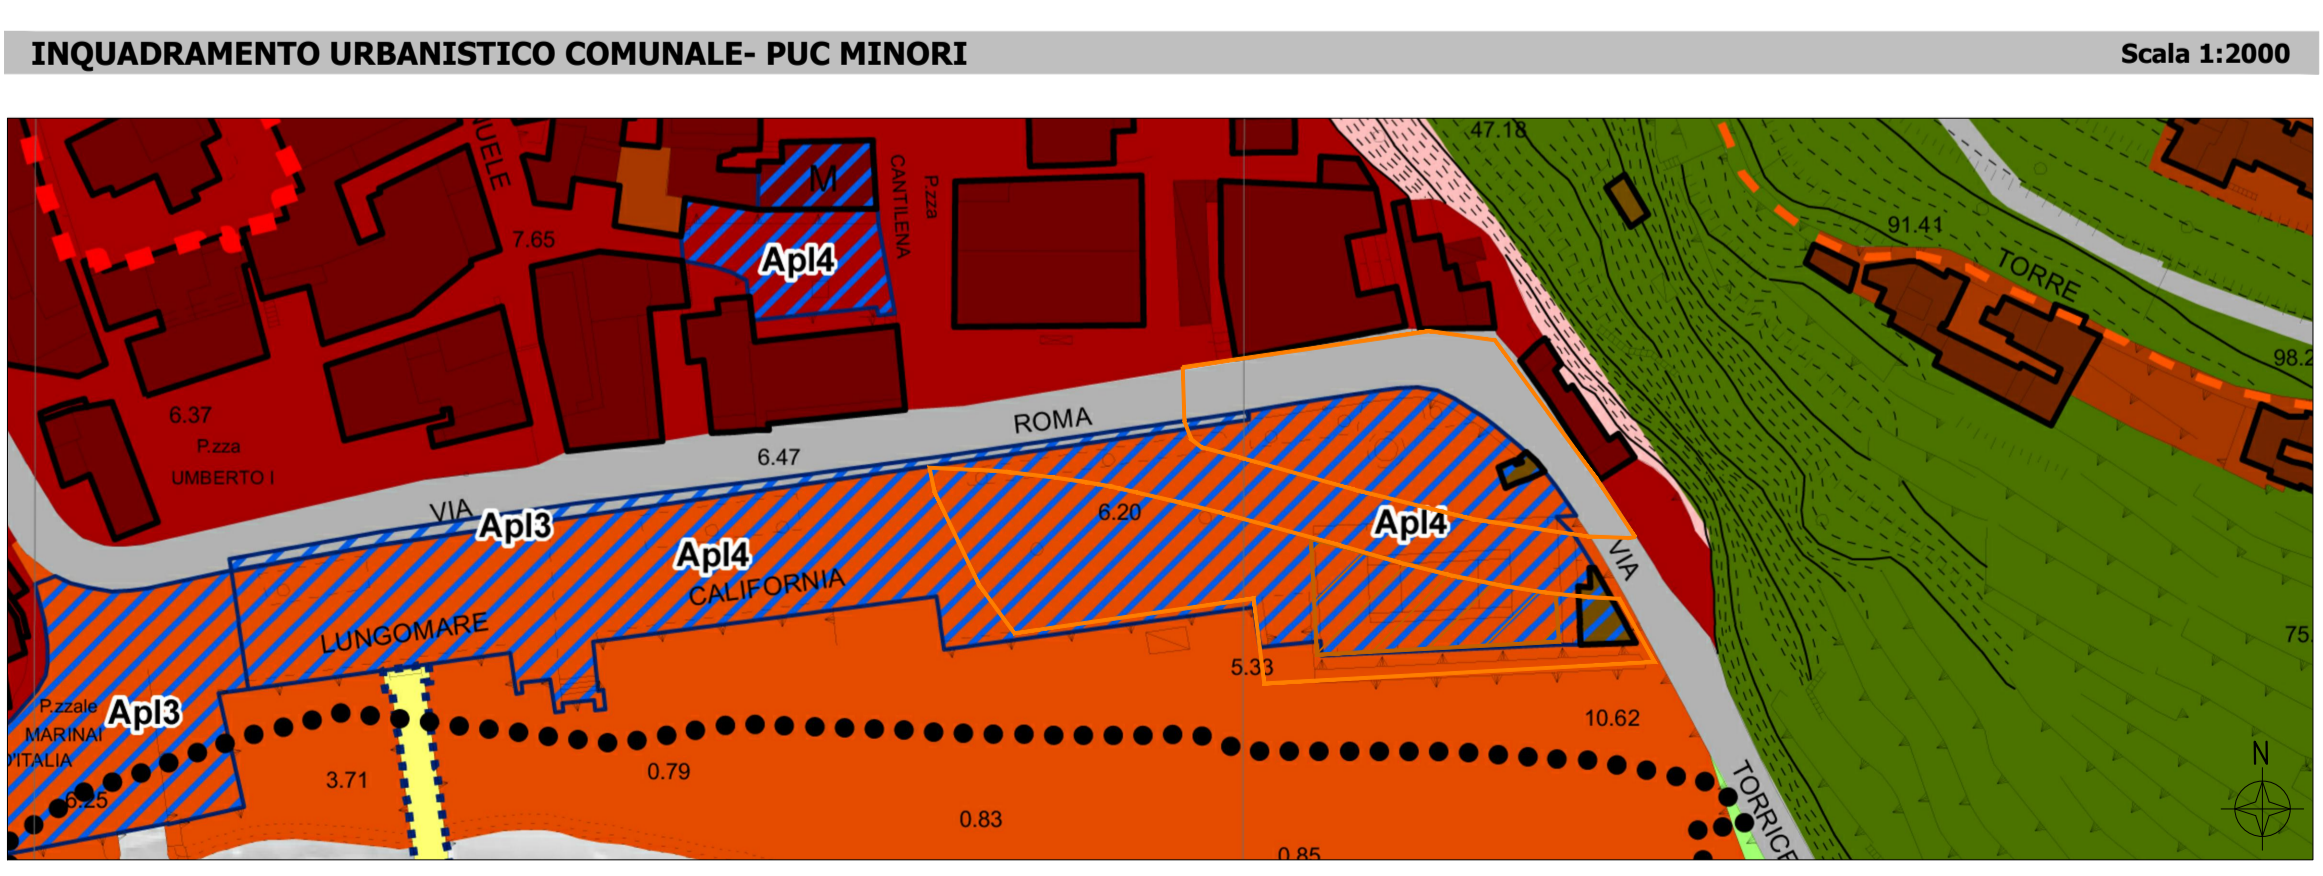 INQUADRAMENTO URBANISTICO COMUNALE- PUC MINORI
Scala 1:2000
47.18
M
CANTILENA
P.zza
7.65
Apl4
91.41
TORRE
6.37
P.zza
UMBERTO I
ROMA
6.47
VIA
Apl3
6.20
Apl4
Apl4
CALIFORNIA
VIA
LUNGOMARE
5.33
P.zzale
MARINAI
D'ITALIA
Apl3
10.62
3.71
0.79
6.25
0.83
0.85
N